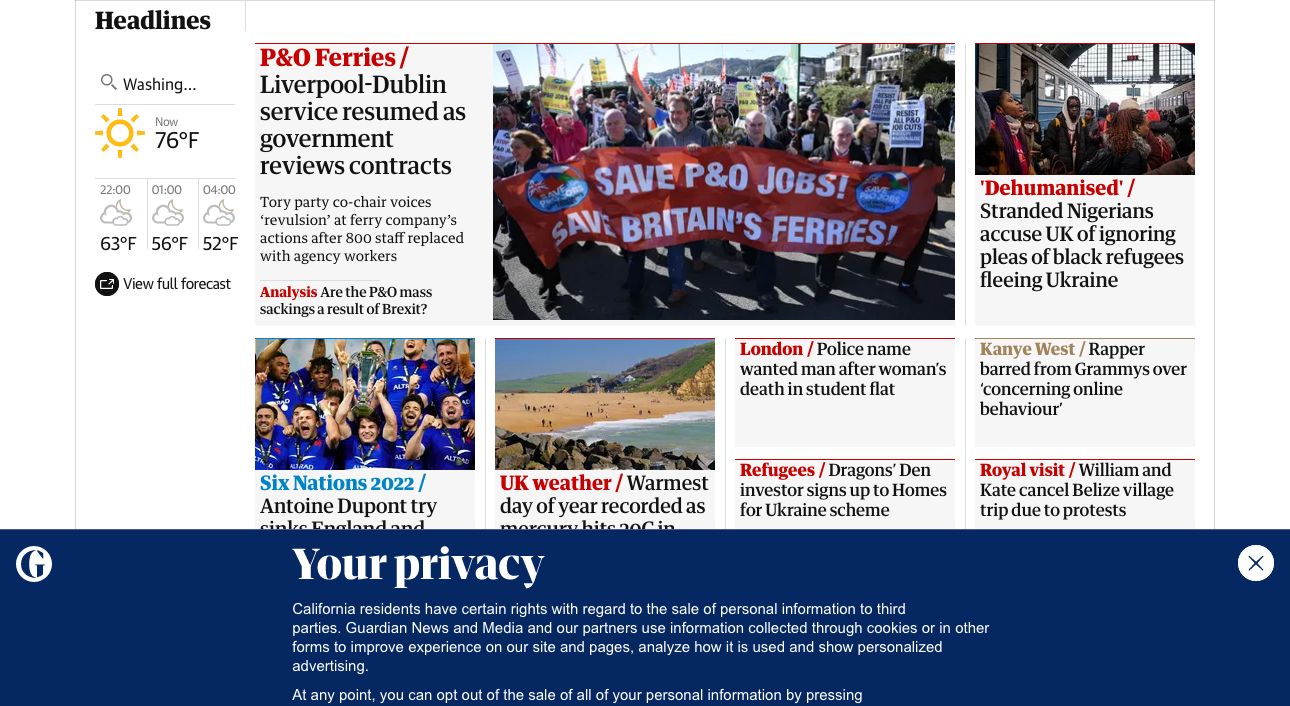 Headlines
Washing...
Now
76°F
22:00
01:00
04:00
63°F
56°F
52°F
View full forecast
P&O Ferries /
Liverpool-Dublin
service resumed as
government
reviews contracts
Tory party co-chair voices
‘revulsion’ at ferry company’s
actions after 800 staff replaced
with agency workers
Analysis Are the P&O mass
sackings a result of Brexit?
RESIST
ALL P&O
JOB CUTS
SAVE P&O JOBS!
SAVE BRITAIN'S FERRIES!
'Dehumanised' /
Stranded Nigerians
accuse UK of ignoring
pleas of black refugees
fleeing Ukraine
ALTRAD
Six Nations 2022 /
Antoine Dupont try
sinks England and
UK weather / Warmest
day of year recorded as
mercury hits 20C in
London / Police name
wanted man after woman’s
death in student flat
Kanye West / Rapper
barred from Grammys over
‘concerning online
behaviour’
Refugees / Dragons’ Den
investor signs up to Homes
for Ukraine scheme
Royal visit / William and
Kate cancel Belize village
trip due to protests
Your privacy
California residents have certain rights with regard to the sale of personal information to third
parties. Guardian News and Media and our partners use information collected through cookies or in other
forms to improve experience on our site and pages, analyze how it is used and show personalized
advertising.
At any point, you can opt out of the sale of all of your personal information by pressing